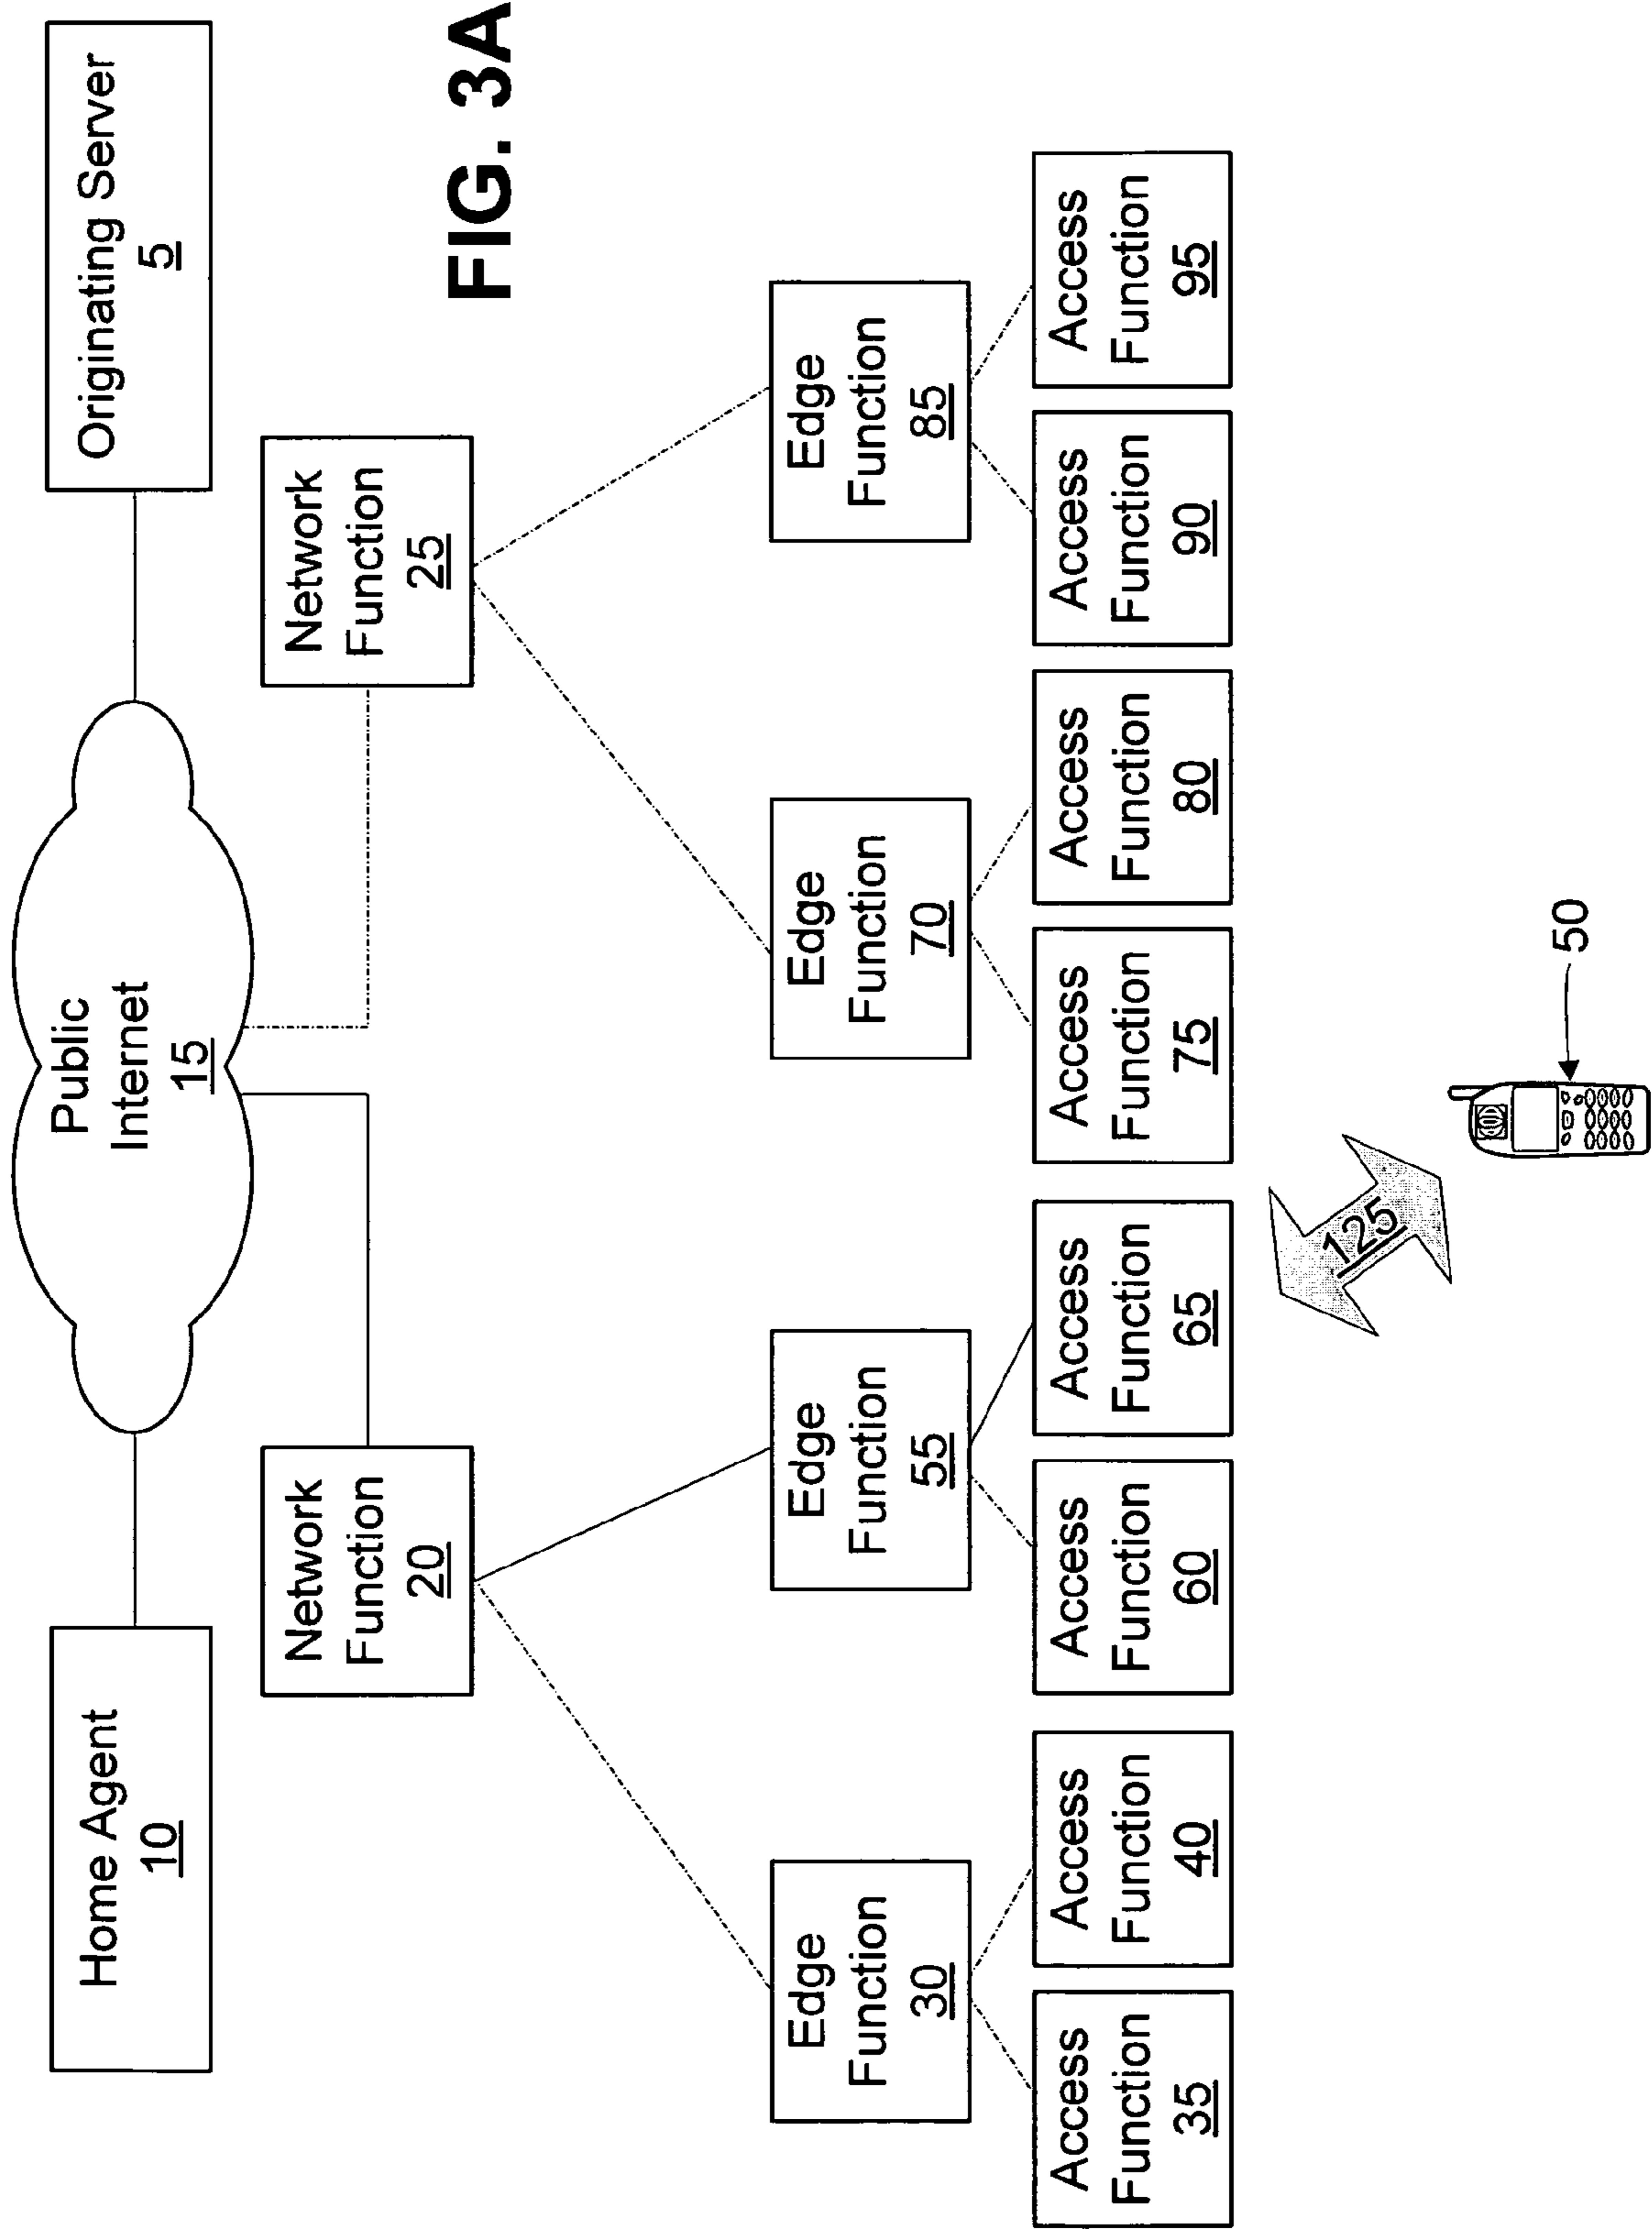 Home Agent
10
Public
Internet
15
Originating Server
5
Network
Function
20
Network
Function
25
FIG. 3A
Edge
Function
30
Edge
Function
55
Edge
Function
70
Edge
Function
85
Access
Function
35
Access
Function
40
Access
Function
60
Access
Function
65
Access
Function
75
Access
Function
80
Access
Function
90
Access
Function
95
125
50